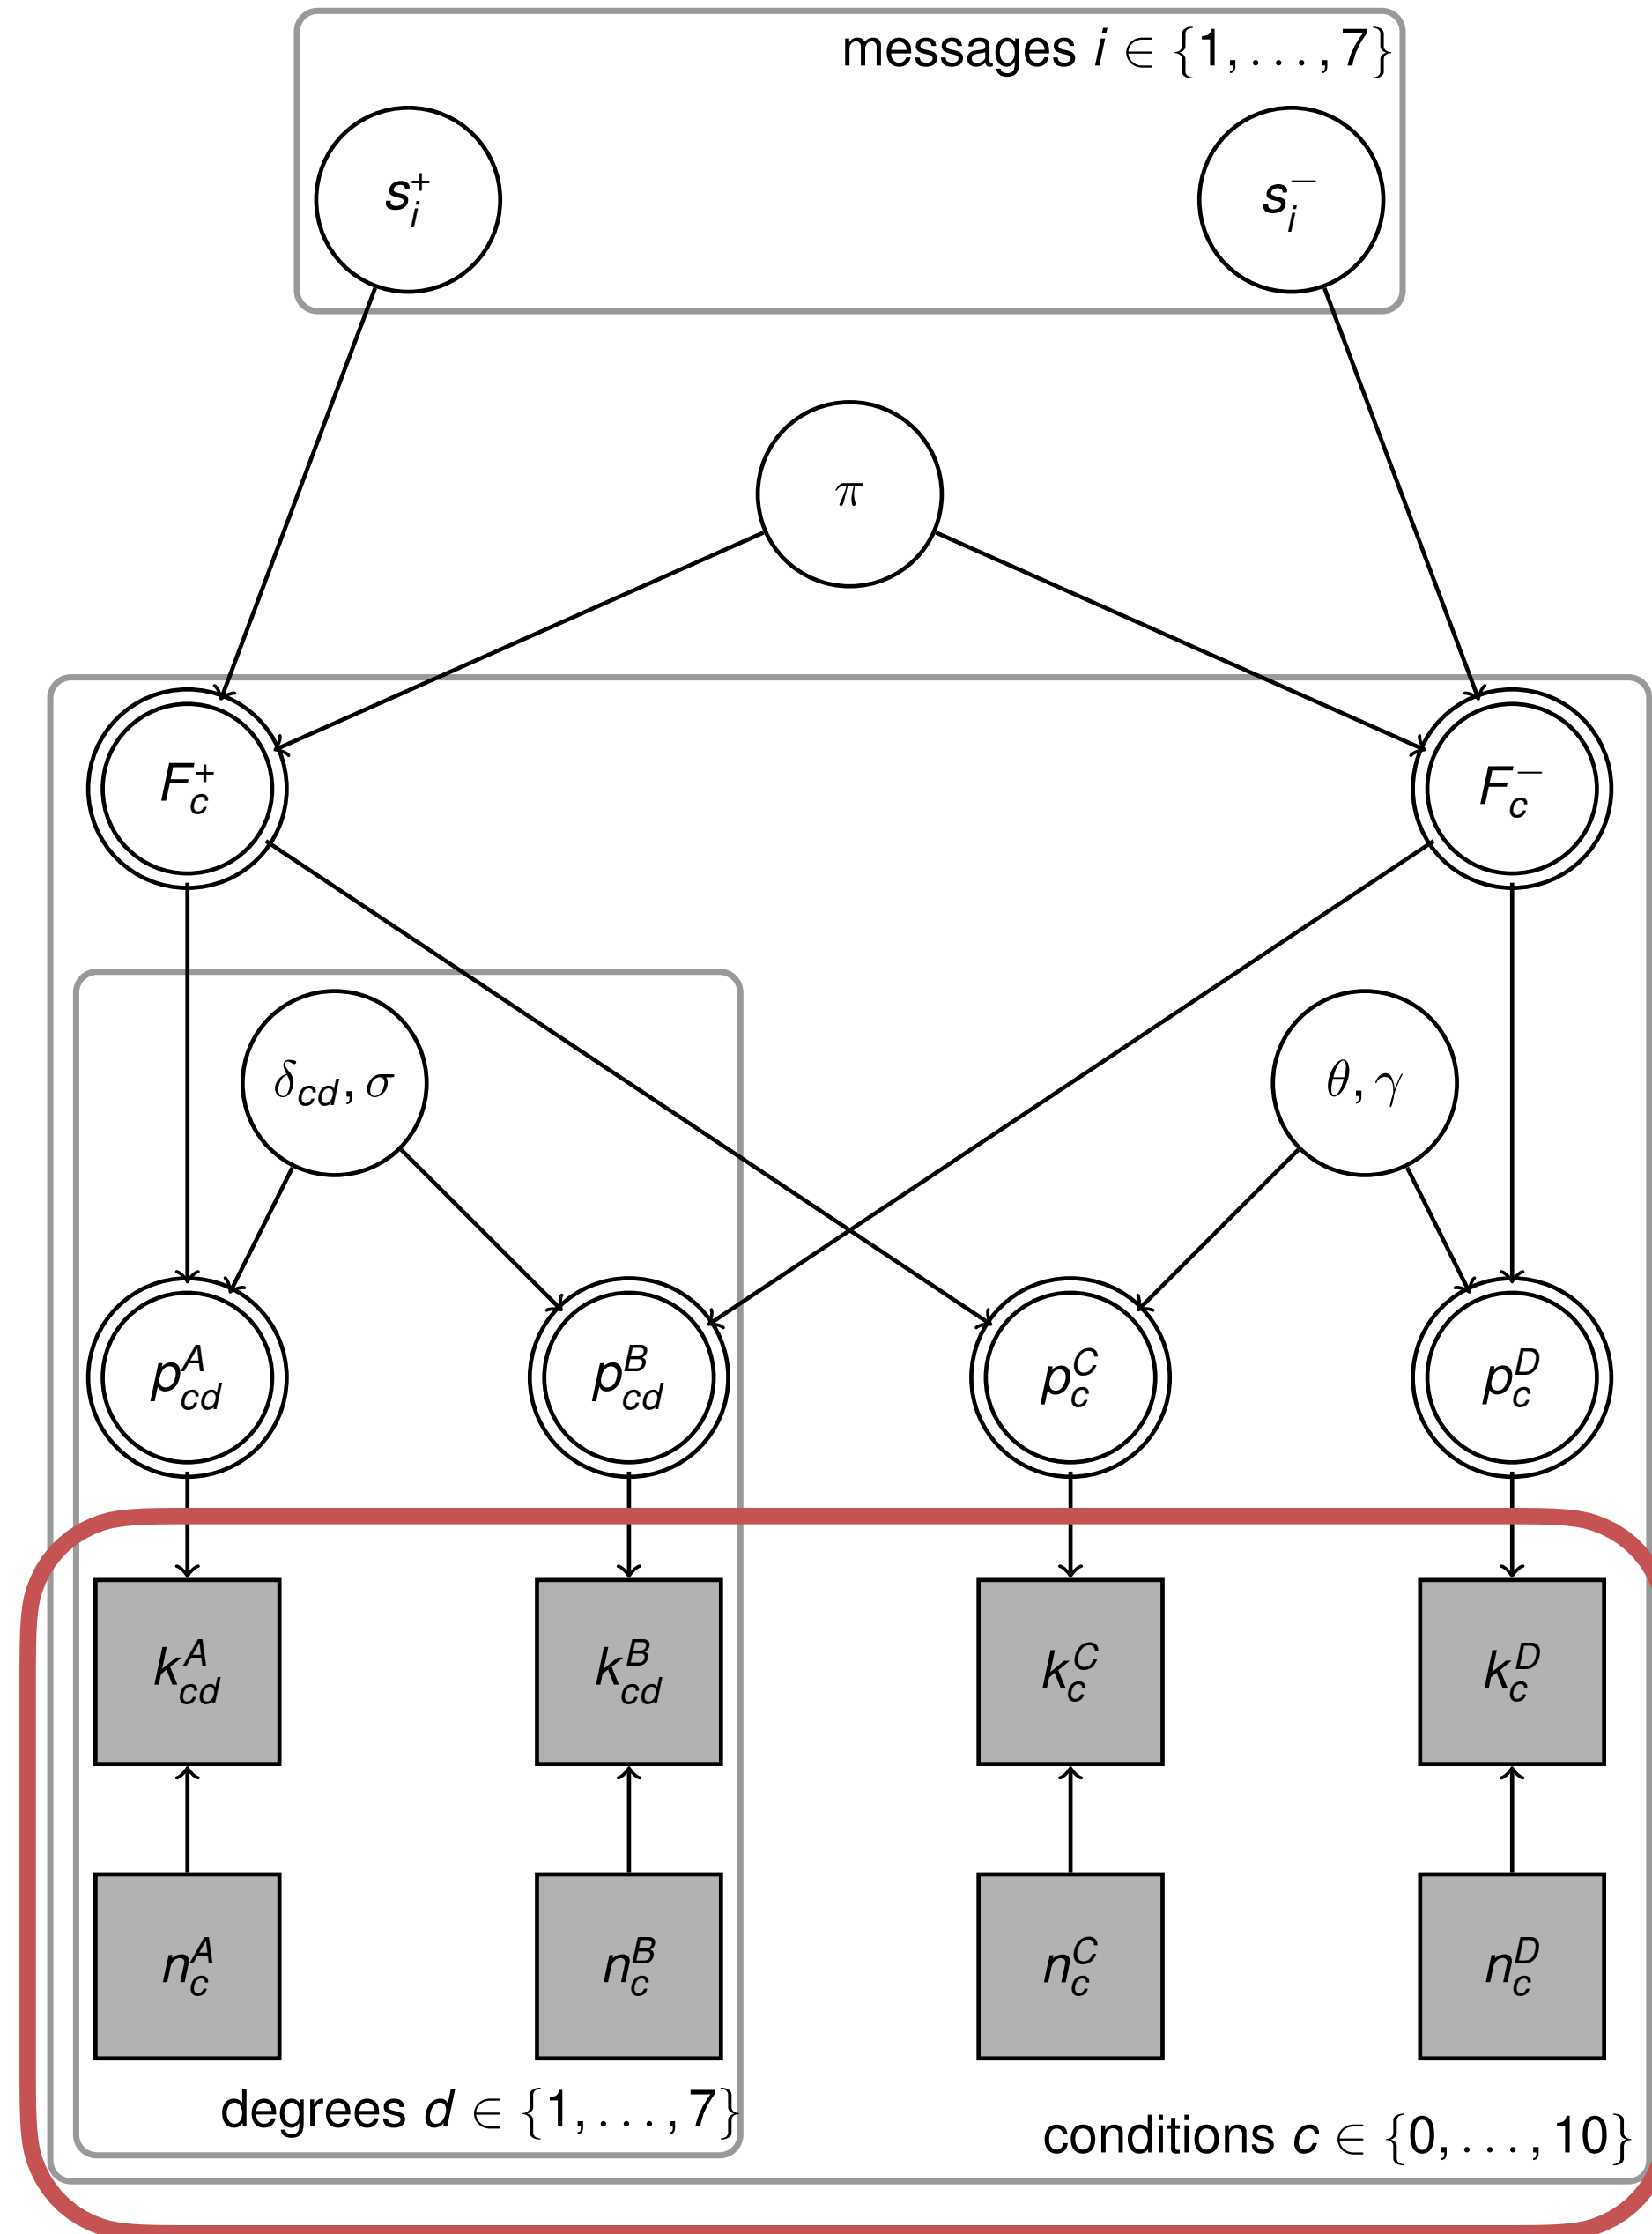 messages i ∈ {1, . . . , 7}
s_i^+ s_i^−
π
F_c^+ F_c^−
δ_cd, σ θ, γ
p_cd^A p_cd^B p_c^C p_c^D
k_cd^A k_cd^B k_c^C k_c^D
n_c^A n_c^B n_c^C n_c^D
degrees d ∈ {1, . . . , 7}
conditions c ∈ {0, . . . , 10}